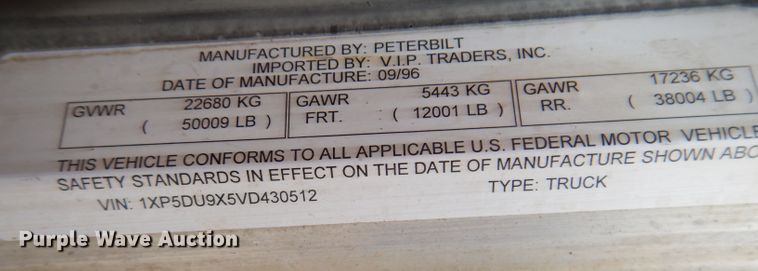 MANUFACTURED BY: PETERBILT
IMPORTED BY: V.I.P. TRADERS, INC.
DATE OF MANUFACTURE: 09/96
GVWR 22680 KG GAWR 5443 KG GAWR 17236 KG
( 50009 LB ) FRT. ( 12001 LB ) RR. ( 38004 LB )
THIS VEHICLE CONFORMS TO ALL APPLICABLE U.S. FEDERAL MOTOR VEHICLE
SAFETY STANDARDS IN EFFECT ON THE DATE OF MANUFACTURE SHOWN ABO
VIN: 1XP5DU9X5VD430512 TYPE: TRUCK
Purple Wave Auction